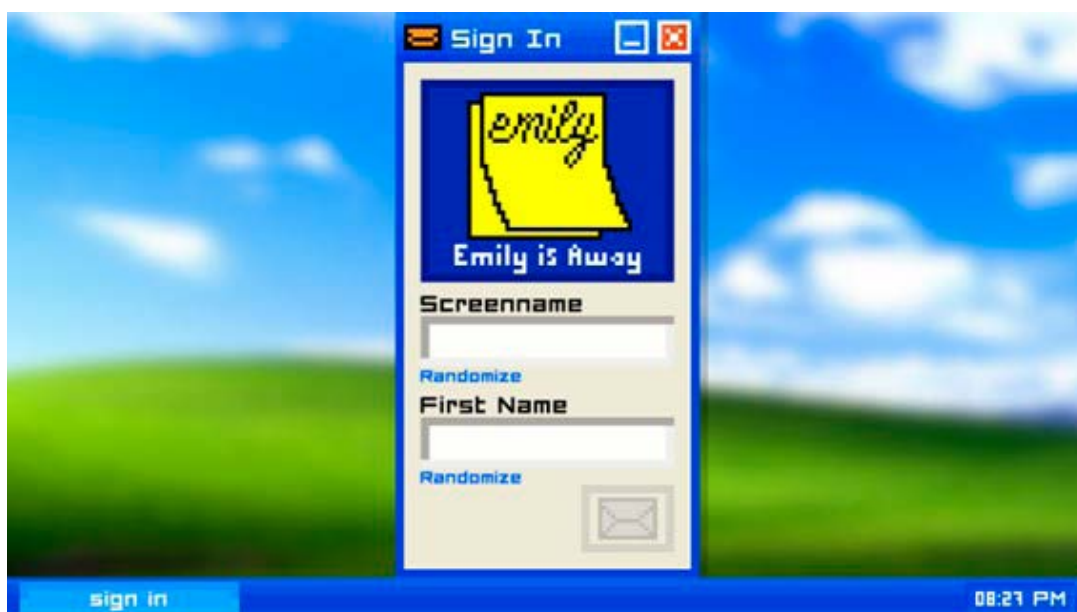 Sign In
emily
Emily is Away
Screenname
Randomize
First Name
Randomize
sign in
08:27 PM